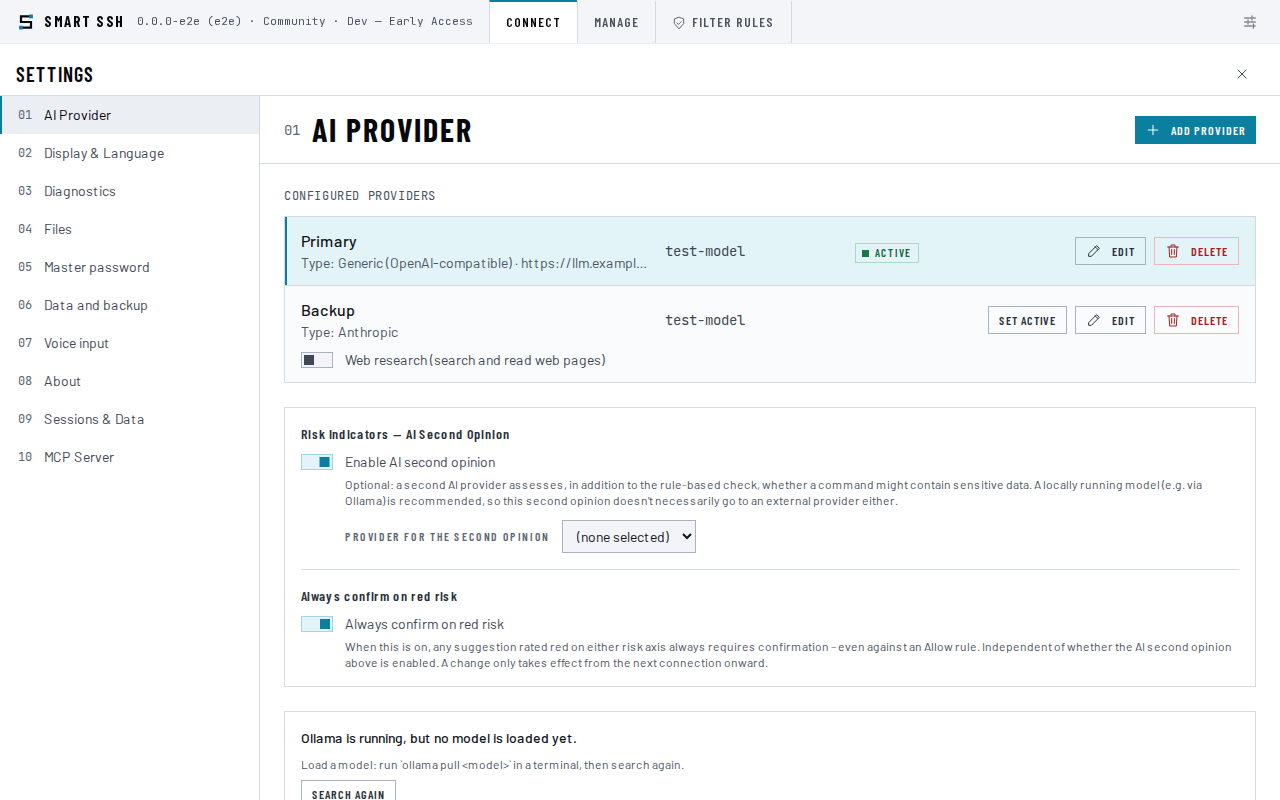 SMART SSH 0.0.0-e2e (e2e) · Community · Dev — Early Access CONNECT MANAGE FILTER RULES
SETTINGS
01 AI Provider
02 Display & Language
03 Diagnostics
04 Files
05 Master password
06 Data and backup
07 Voice input
08 About
09 Sessions & Data
10 MCP Server
01 AI PROVIDER
ADD PROVIDER
CONFIGURED PROVIDERS
Primary
Type: Generic (OpenAI-compatible) · https://llm.exampl…
test-model
ACTIVE
EDIT
DELETE
Backup
Type: Anthropic
test-model
SET ACTIVE
EDIT
DELETE
Web research (search and read web pages)
Risk indicators — AI Second Opinion
Enable AI second opinion
Optional: a second AI provider assesses, in addition to the rule-based check, whether a command might contain sensitive data. A locally running model (e.g. via
Ollama) is recommended, so this second opinion doesn't necessarily go to an external provider either.
PROVIDER FOR THE SECOND OPINION (none selected)
Always confirm on red risk
Always confirm on red risk
When this is on, any suggestion rated red on either risk axis always requires confirmation – even against an Allow rule. Independent of whether the AI second opinion
above is enabled. A change only takes effect from the next connection onward.
Ollama is running, but no model is loaded yet.
Load a model: run `ollama pull <model>` in a terminal, then search again.
SEARCH AGAIN